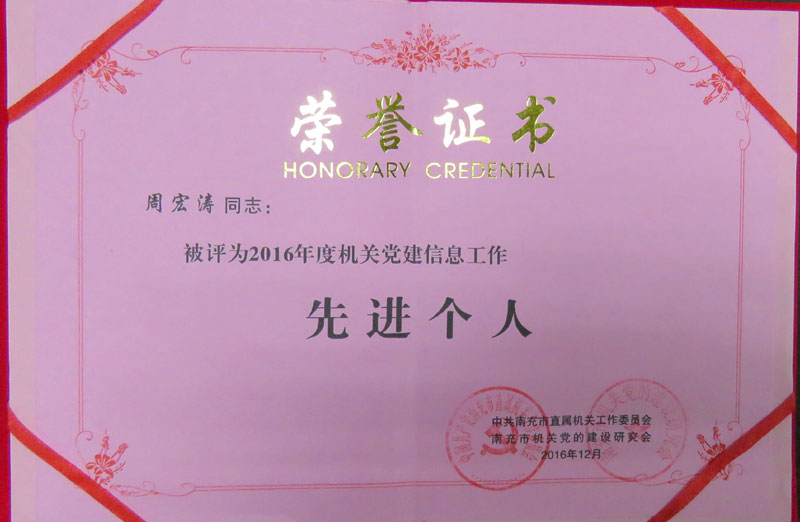 荣誉证书
HONORARY CREDENTIAL
周宏涛同志：
被评为2016年度机关党建信息工作
先进个人
中共南充市直属机关工作委员会
南充市机关党的建设研究会
2016年12月